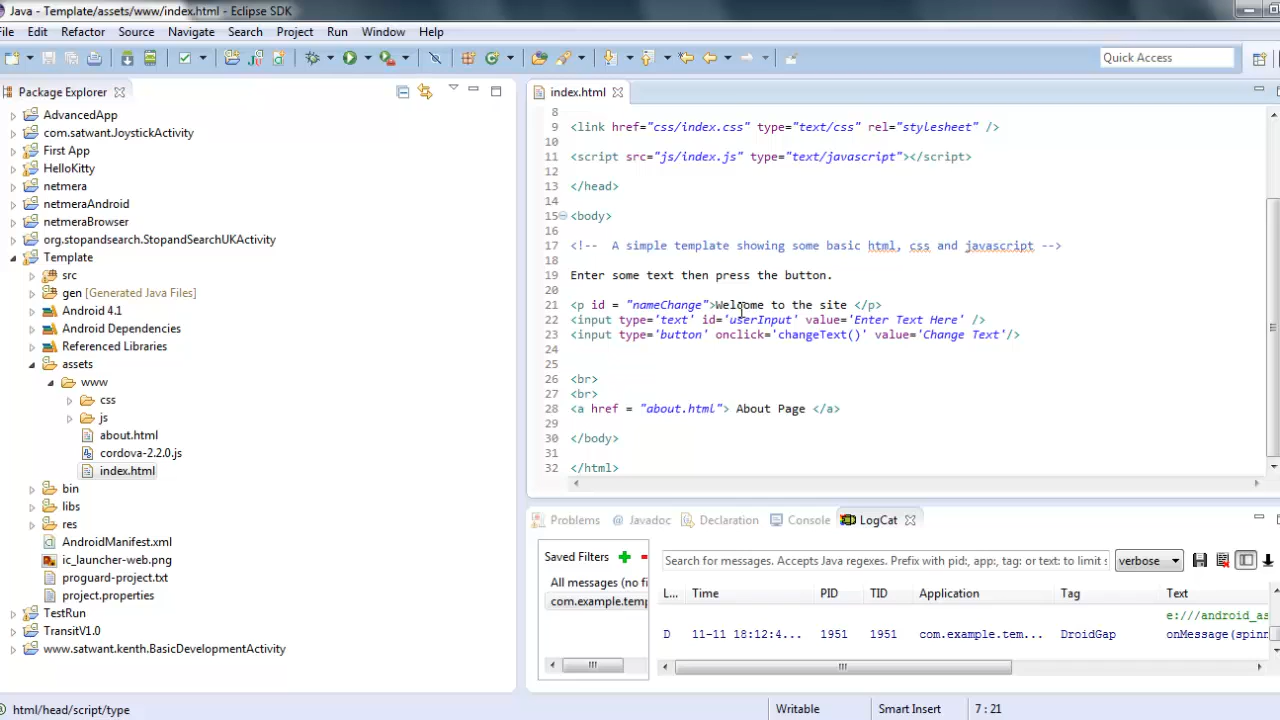 Java - Template/assets/www/index.html - Eclipse SDK
File Edit Refactor Source Navigate Search Project Run Window Help
Quick Access
Package Explorer
AdvancedApp
com.satwant.JoystickActivity
First App
HelloKitty
netmera
netmeraAndroid
netmeraBrowser
org.stopandsearch.StopandSearchUKActivity
Template
src
gen [Generated Java Files]
Android 4.1
Android Dependencies
Referenced Libraries
assets
www
css
js
about.html
cordova-2.2.0.js
index.html
bin
libs
res
AndroidManifest.xml
ic_launcher-web.png
proguard-project.txt
project.properties
TestRun
TransitV1.0
www.satwant.kenth.BasicDevelopmentActivity
index.html
8
9 <link href="css/index.css" type="text/css" rel="stylesheet" />
10
11 <script src="js/index.js" type="text/javascript"></script>
12
13 </head>
14
15 <body>
16
17 <!-- A simple template showing some basic html, css and javascript -->
18
19 Enter some text then press the button.
20
21 <p id = "nameChange">Welcome to the site </p>
22 <input type='text' id='userInput' value='Enter Text Here' />
23 <input type='button' onclick='changeText()' value='Change Text'/>
24
25
26 <br>
27 <br>
28 <a href = "about.html"> About Page </a>
29
30 </body>
31
32 </html>
Problems @ Javadoc Declaration Console LogCat
Saved Filters
All messages (no fi
com.example.temp
Search for messages. Accepts Java regexes. Prefix with pid:, app:, tag: or text: to limit s
verbose
L... Time PID TID Application Tag Text
e:///android_as
D 11-11 18:12:4... 1951 1951 com.example.tem... DroidGap onMessage(spinn
html/head/script/type Writable Smart Insert 7 : 21